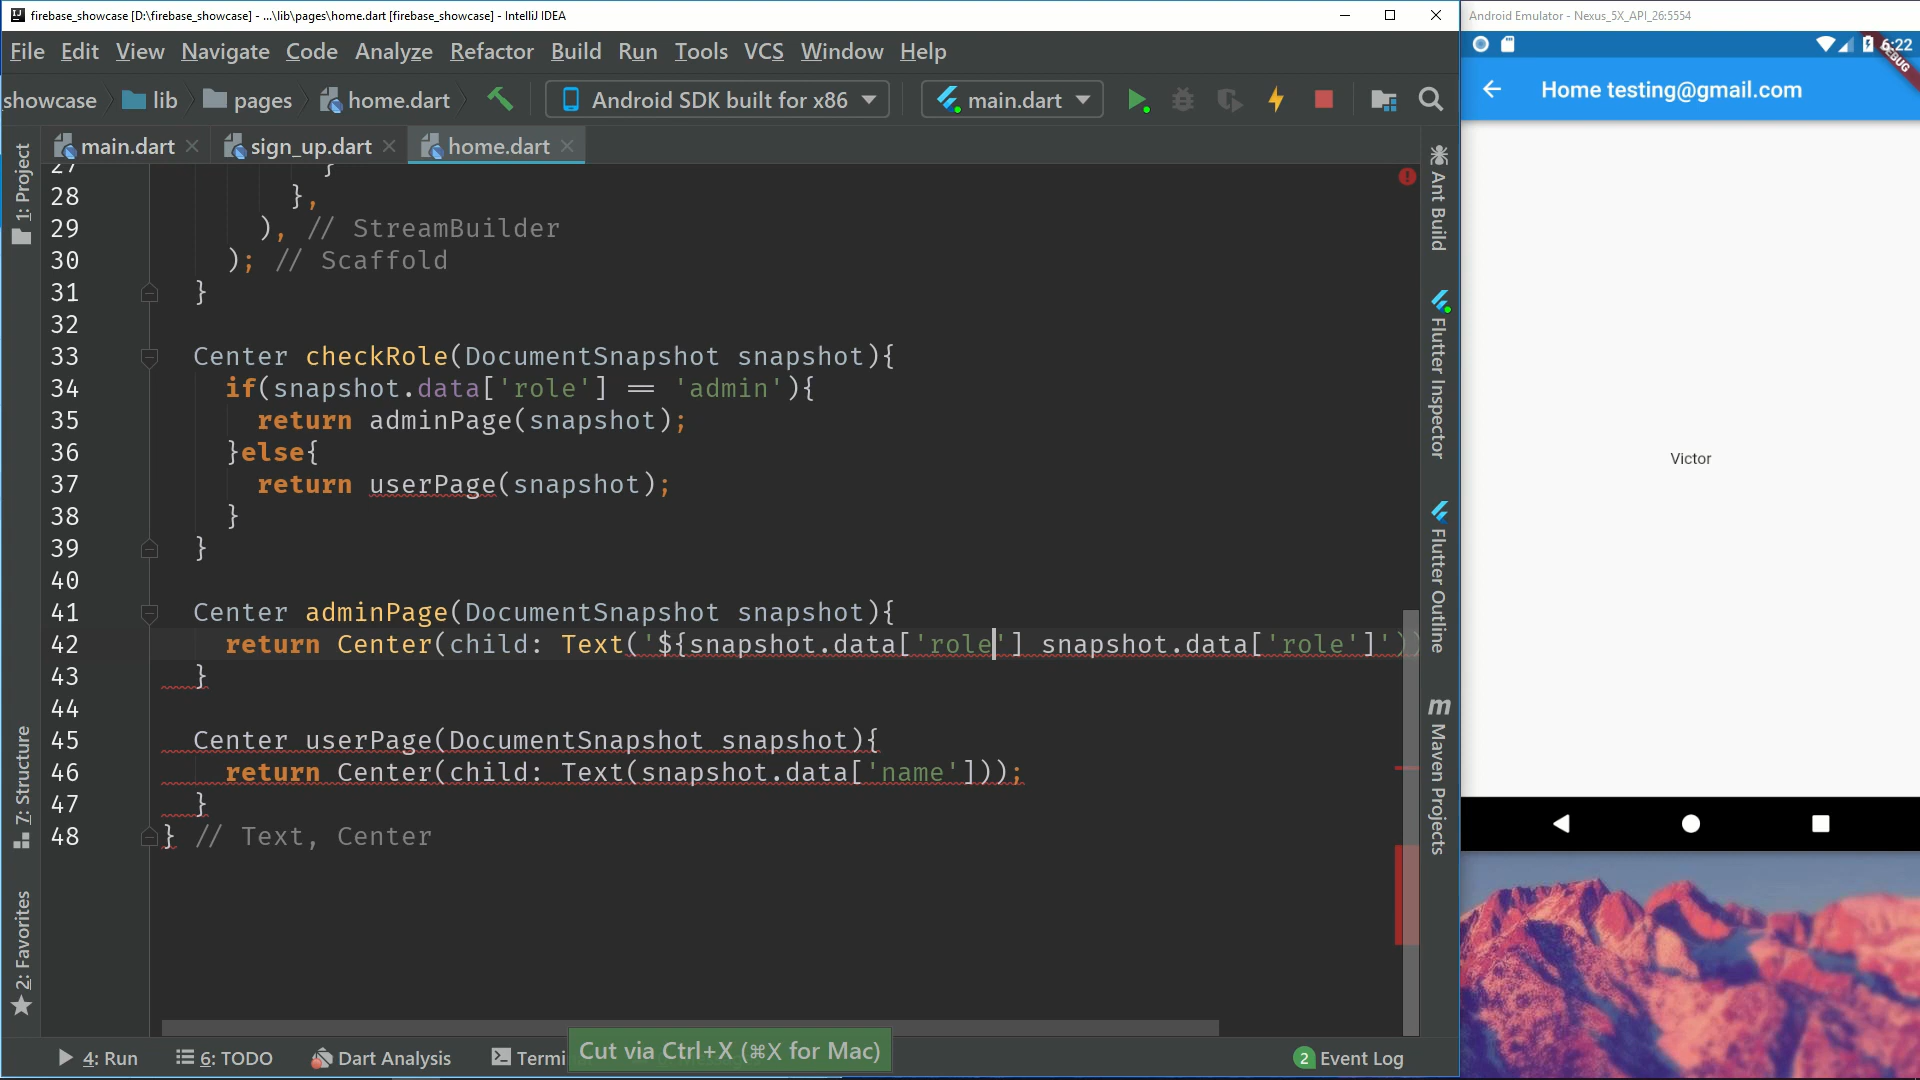 firebase_showcase [D:\firebase_showcase] - ...\lib\pages\home.dart [firebase_showcase] - IntelliJ IDEA
File Edit View Navigate Code Analyze Refactor Build Run Tools VCS Window Help
showcase lib pages home.dart Android SDK built for x86 main.dart
main.dart sign_up.dart home.dart
27 }
28 },
29 ), // StreamBuilder
30 ); // Scaffold
31 }
32
33 Center checkRole(DocumentSnapshot snapshot){
34 if(snapshot.data['role'] == 'admin'){
35 return adminPage(snapshot);
36 }else{
37 return userPage(snapshot);
38 }
39 }
40
41 Center adminPage(DocumentSnapshot snapshot){
42 return Center(child: Text('${snapshot.data['role'] snapshot.data['role']'))
43 }
44
45 Center userPage(DocumentSnapshot snapshot){
46 return Center(child: Text(snapshot.data['name']));
47 }
48 } // Text, Center
1: Project
7: Structure
2: Favorites
Ant Build
Flutter Inspector
Flutter Outline
m
Maven Projects
4: Run 6: TODO Dart Analysis Termi
Cut via Ctrl+X (⌘X for Mac)
2 Event Log
Android Emulator - Nexus_5X_API_26:5554
6:22
DEBUG
Home testing@gmail.com
Victor